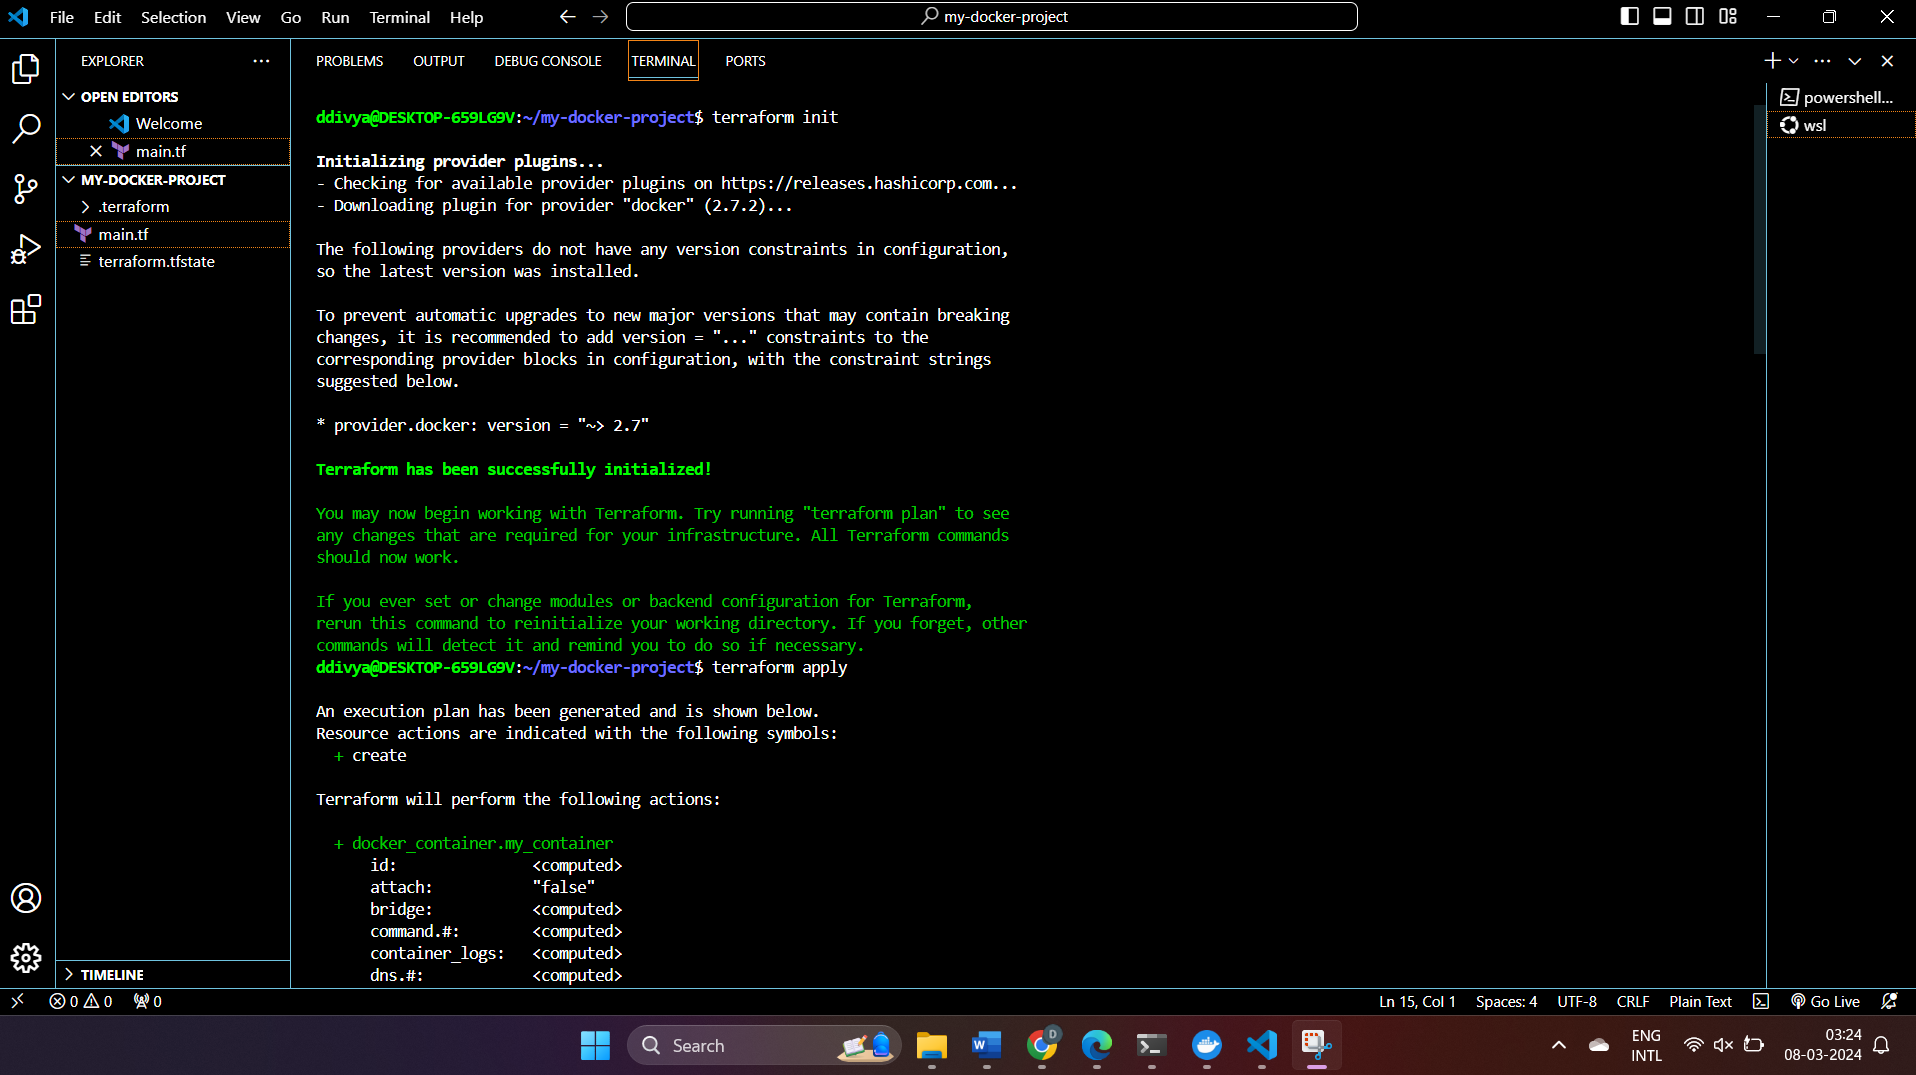 File Edit Selection View Go Run Terminal Help
my-docker-project
EXPLORER
OPEN EDITORS
Welcome
main.tf
MY-DOCKER-PROJECT
.terraform
main.tf
terraform.tfstate
TIMELINE
PROBLEMS OUTPUT DEBUG CONSOLE TERMINAL PORTS
ddivya@DESKTOP-659LG9V:~/my-docker-project$ terraform init
Initializing provider plugins...
- Checking for available provider plugins on https://releases.hashicorp.com...
- Downloading plugin for provider "docker" (2.7.2)...
The following providers do not have any version constraints in configuration,
so the latest version was installed.
To prevent automatic upgrades to new major versions that may contain breaking
changes, it is recommended to add version = "..." constraints to the
corresponding provider blocks in configuration, with the constraint strings
suggested below.
* provider.docker: version = "~> 2.7"
Terraform has been successfully initialized!
You may now begin working with Terraform. Try running "terraform plan" to see
any changes that are required for your infrastructure. All Terraform commands
should now work.
If you ever set or change modules or backend configuration for Terraform,
rerun this command to reinitialize your working directory. If you forget, other
commands will detect it and remind you to do so if necessary.
ddivya@DESKTOP-659LG9V:~/my-docker-project$ terraform apply
An execution plan has been generated and is shown below.
Resource actions are indicated with the following symbols:
+ create
Terraform will perform the following actions:
+ docker_container.my_container
id: <computed>
attach: "false"
bridge: <computed>
command.#: <computed>
container_logs: <computed>
dns.#: <computed>
powershell...
wsl
0 0 0
Ln 15, Col 1 Spaces: 4 UTF-8 CRLF Plain Text Go Live
Search
D
W
ENG
INTL
03:24
08-03-2024